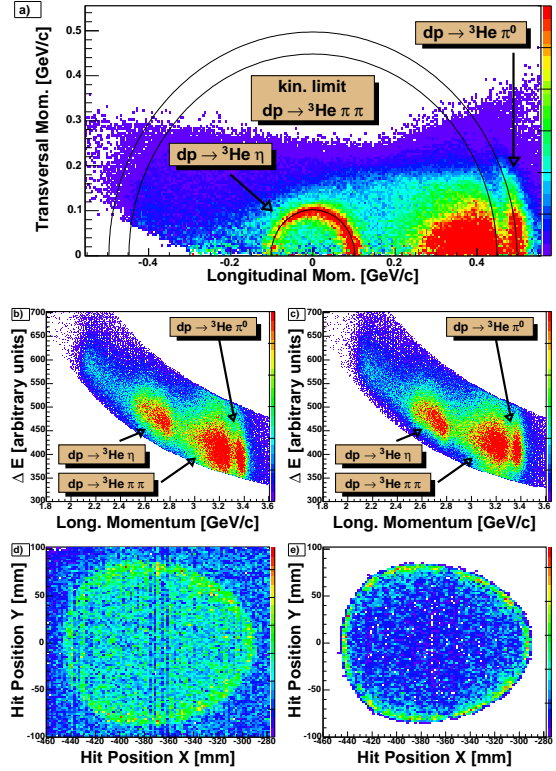 a)
dp → ³He π⁰
kin. limit
dp → ³He π π
dp → ³He η
Transversal Mom. [GeV/c]
0.5
0.4
0.3
0.2
0.1
0
-0.4 -0.2 0 0.2 0.4
Longitudinal Mom. [GeV/c]
b)
dp → ³He π⁰
dp → ³He η
dp → ³He π π
Δ E [arbitrary units]
700
650
600
550
500
450
400
350
300
1.8 2 2.2 2.4 2.6 2.8 3 3.2 3.4 3.6
Long. Momentum [GeV/c]
c)
dp → ³He π⁰
dp → ³He η
dp → ³He π π
Δ E [arbitrary units]
700
650
600
550
500
450
400
350
300
1.8 2 2.2 2.4 2.6 2.8 3 3.2 3.4 3.6
Long. Momentum [GeV/c]
d)
Hit Position Y [mm]
100
50
0
-50
-100
-460 -440 -420 -400 -380 -360 -340 -320 -300 -280
Hit Position X [mm]
e)
Hit Position Y [mm]
100
50
0
-50
-100
-460 -440 -420 -400 -380 -360 -340 -320 -300 -280
Hit Position X [mm]